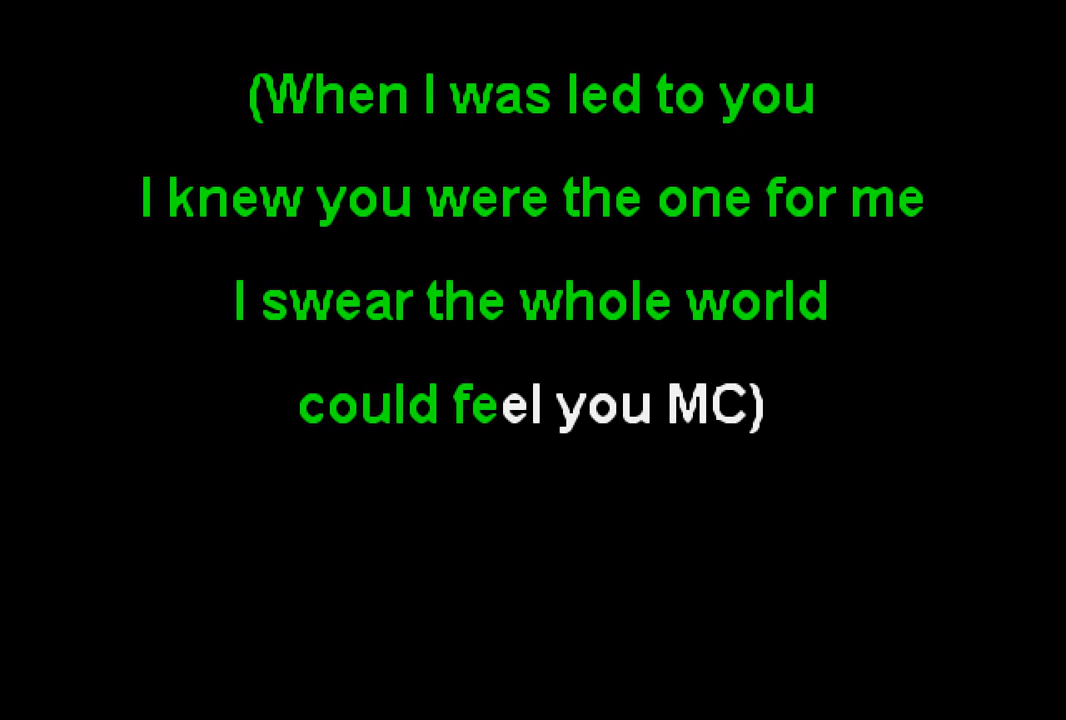 (When I was led to you
I knew you were the one for me
I swear the whole world
could feel you MC)